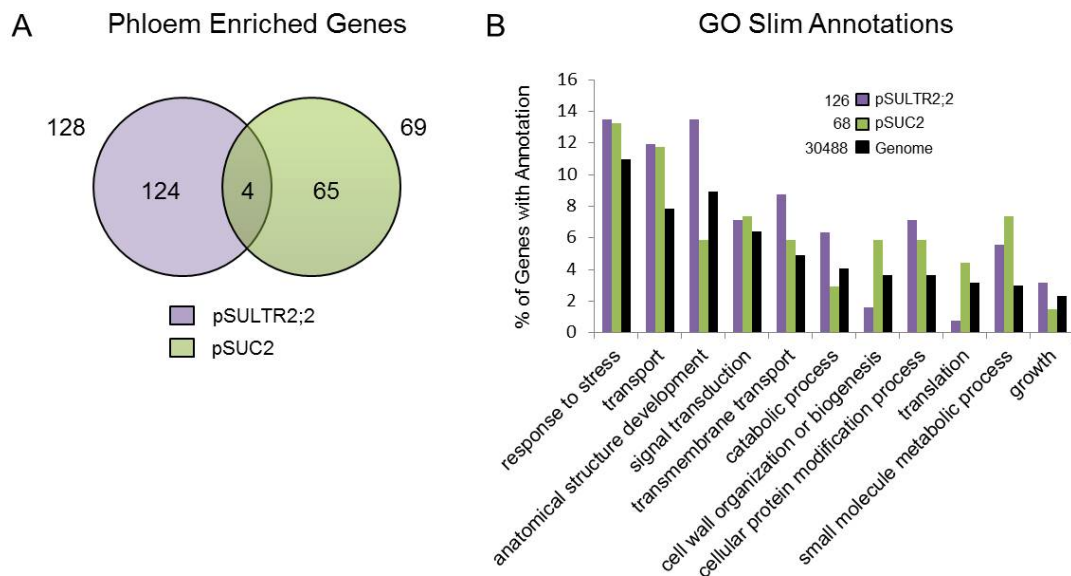 A
Phloem Enriched Genes
128
69
124
4
65
pSULTR2;2
pSUC2
B
GO Slim Annotations
% of Genes with Annotation
16
14
12
10
8
6
4
2
0
126 pSULTR2;2
68 pSUC2
30488 Genome
response to stress
transport
anatomical structure development
signal transduction
transmembrane transport
catabolic process
cell wall organization or biogenesis
cellular protein modification process
translation
small molecule metabolic process
growth